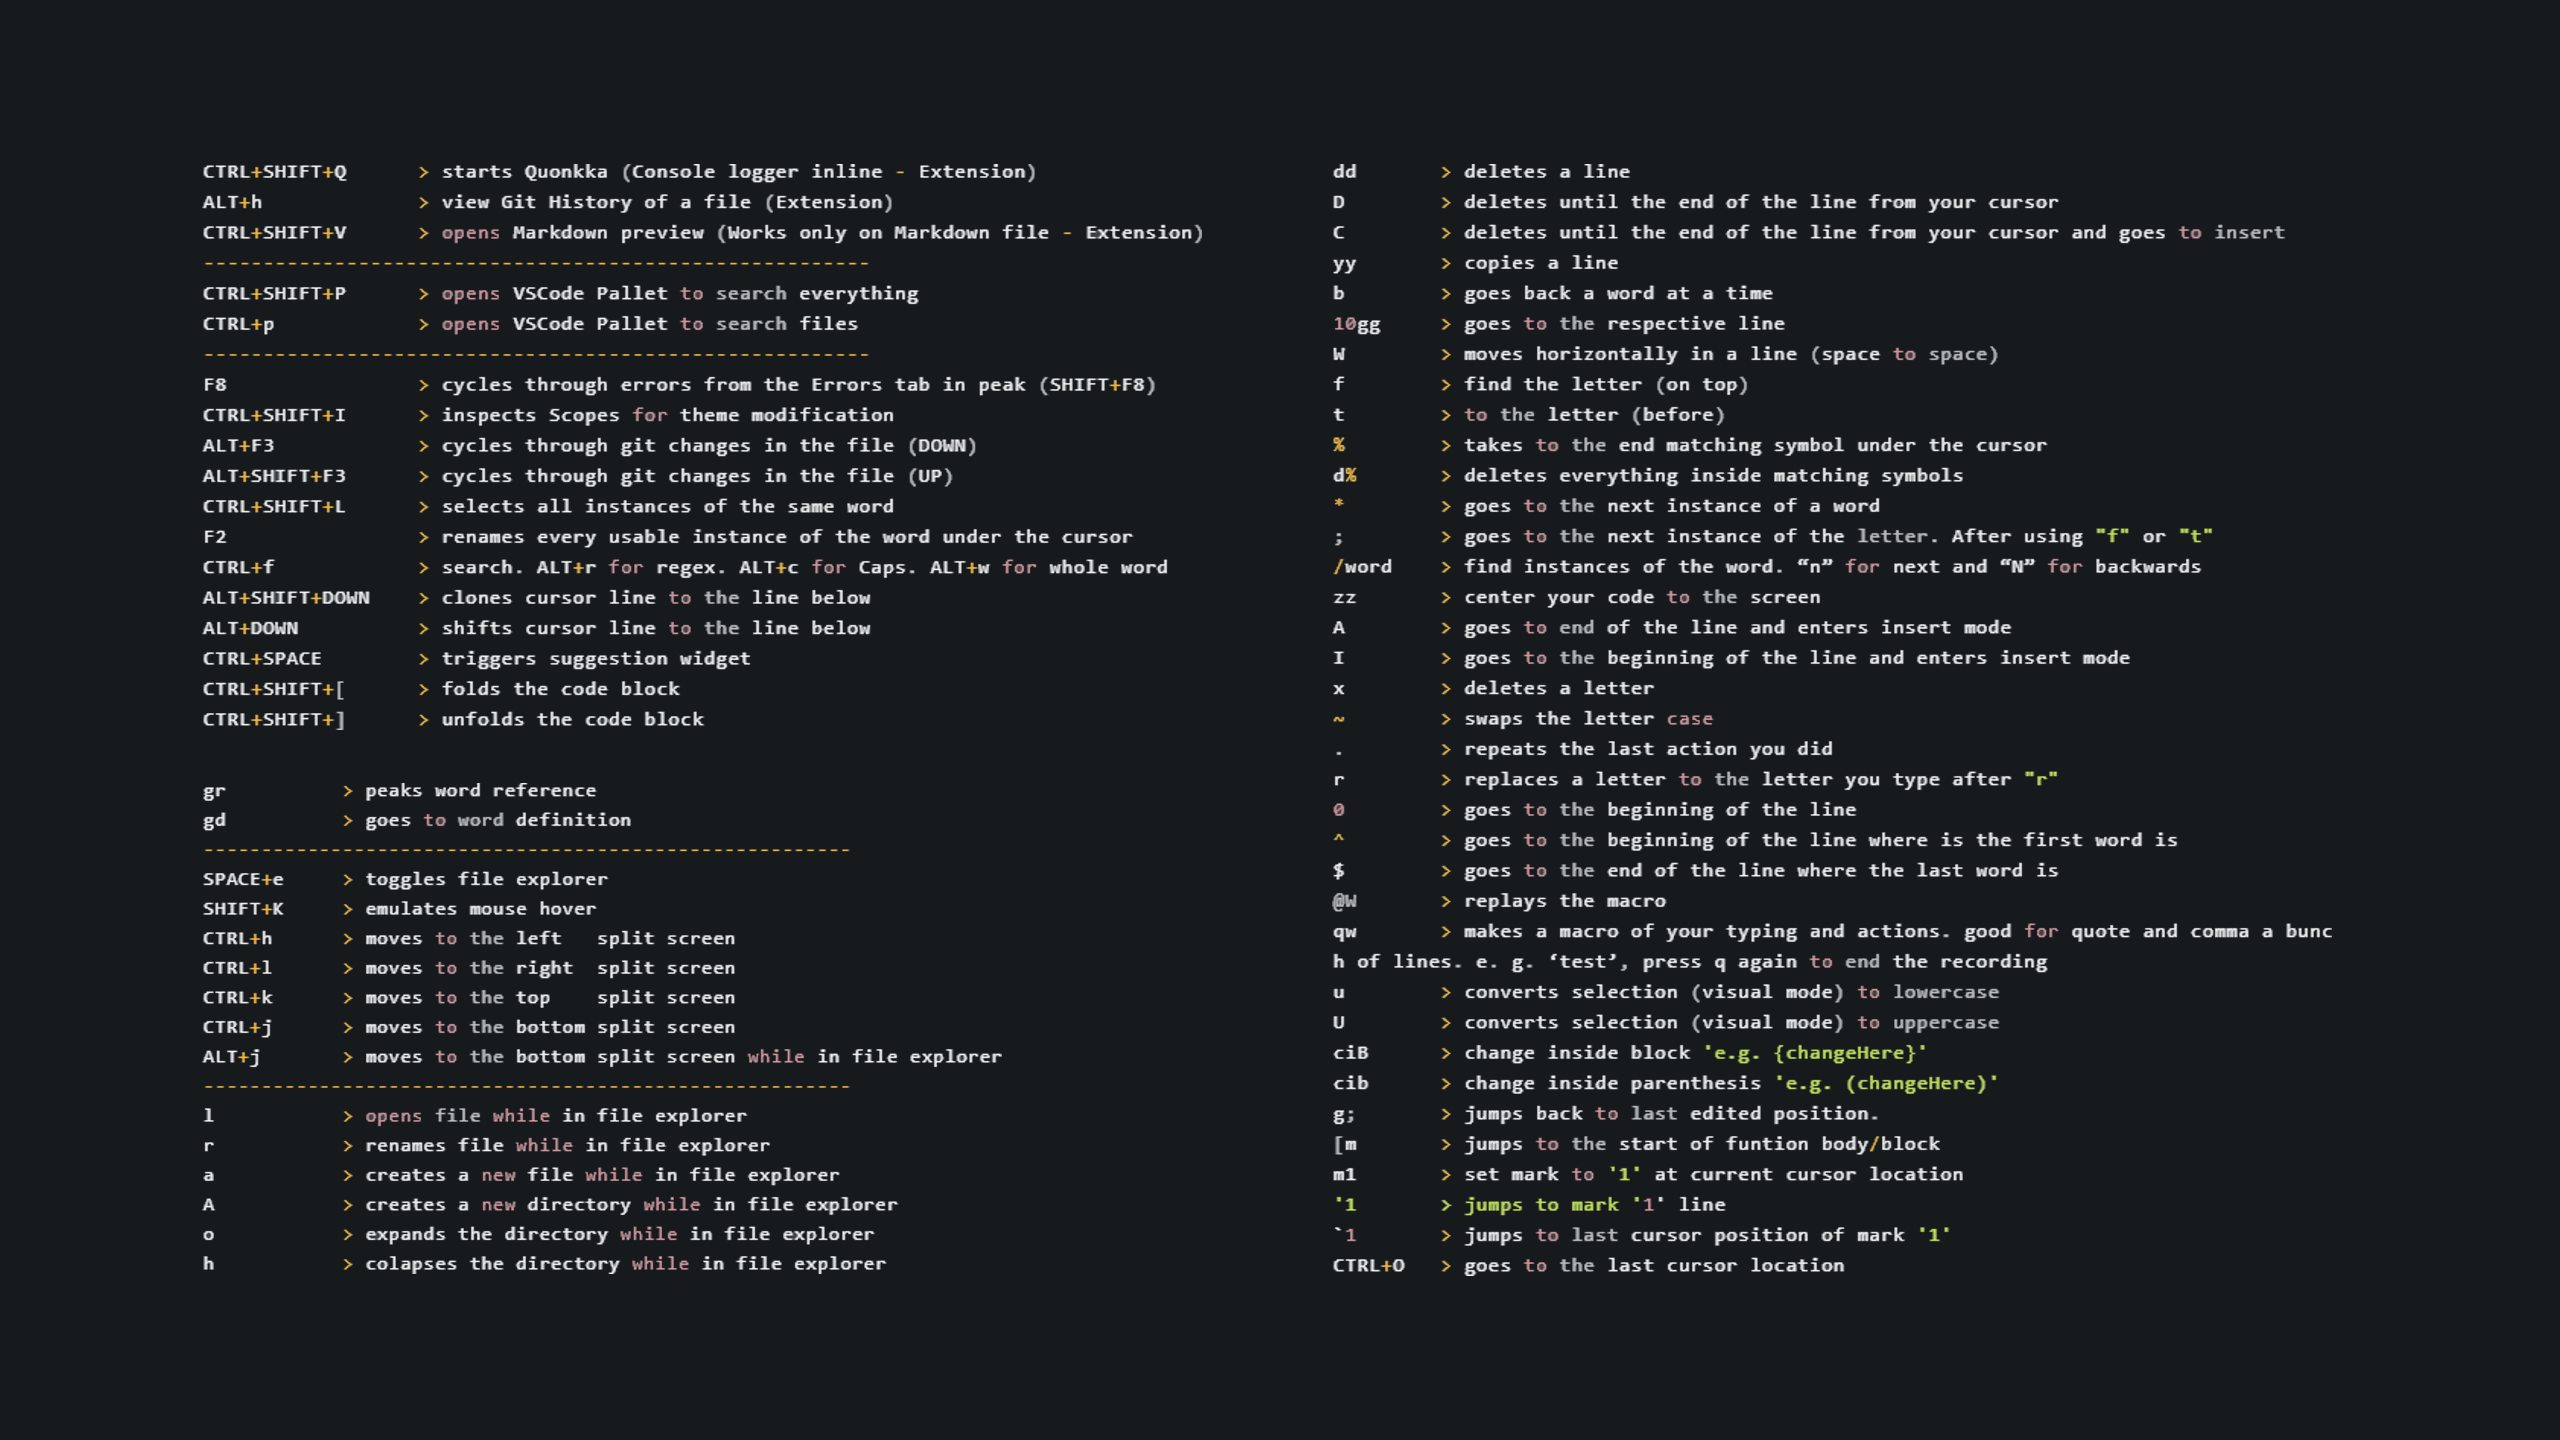 CTRL+SHIFT+Q > starts Quonkka (Console logger inline - Extension)
ALT+h > view Git History of a file (Extension)
CTRL+SHIFT+V > opens Markdown preview (Works only on Markdown file - Extension)
--------------------------------------------------------
CTRL+SHIFT+P > opens VSCode Pallet to search everything
CTRL+p > opens VSCode Pallet to search files
--------------------------------------------------------
F8 > cycles through errors from the Errors tab in peak (SHIFT+F8)
CTRL+SHIFT+I > inspects Scopes for theme modification
ALT+F3 > cycles through git changes in the file (DOWN)
ALT+SHIFT+F3 > cycles through git changes in the file (UP)
CTRL+SHIFT+L > selects all instances of the same word
F2 > renames every usable instance of the word under the cursor
CTRL+f > search. ALT+r for regex. ALT+c for Caps. ALT+w for whole word
ALT+SHIFT+DOWN > clones cursor line to the line below
ALT+DOWN > shifts cursor line to the line below
CTRL+SPACE > triggers suggestion widget
CTRL+SHIFT+[ > folds the code block
CTRL+SHIFT+] > unfolds the code block
gr > peaks word reference
gd > goes to word definition
--------------------------------------------------------
SPACE+e > toggles file explorer
SHIFT+K > emulates mouse hover
CTRL+h > moves to the left split screen
CTRL+l > moves to the right split screen
CTRL+k > moves to the top split screen
CTRL+j > moves to the bottom split screen
ALT+j > moves to the bottom split screen while in file explorer
--------------------------------------------------------
l > opens file while in file explorer
r > renames file while in file explorer
a > creates a new file while in file explorer
A > creates a new directory while in file explorer
o > expands the directory while in file explorer
h > colapses the directory while in file explorer
dd > deletes a line
D > deletes until the end of the line from your cursor
C > deletes until the end of the line from your cursor and goes to insert
yy > copies a line
b > goes back a word at a time
10gg > goes to the respective line
W > moves horizontally in a line (space to space)
f > find the letter (on top)
t > to the letter (before)
% > takes to the end matching symbol under the cursor
d% > deletes everything inside matching symbols
* > goes to the next instance of a word
; > goes to the next instance of the letter. After using "f" or "t"
/word > find instances of the word. “n” for next and “N” for backwards
zz > center your code to the screen
A > goes to end of the line and enters insert mode
I > goes to the beginning of the line and enters insert mode
x > deletes a letter
~ > swaps the letter case
. > repeats the last action you did
r > replaces a letter to the letter you type after "r"
0 > goes to the beginning of the line
^ > goes to the beginning of the line where is the first word is
$ > goes to the end of the line where the last word is
@W > replays the macro
qw > makes a macro of your typing and actions. good for quote and comma a bunc
h of lines. e. g. ‘test’, press q again to end the recording
u > converts selection (visual mode) to lowercase
U > converts selection (visual mode) to uppercase
ciB > change inside block 'e.g. {changeHere}'
cib > change inside parenthesis 'e.g. (changeHere)'
g; > jumps back to last edited position.
[m > jumps to the start of funtion body/block
m1 > set mark to '1' at current cursor location
'1 > jumps to mark '1' line
`1 > jumps to last cursor position of mark '1'
CTRL+O > goes to the last cursor location